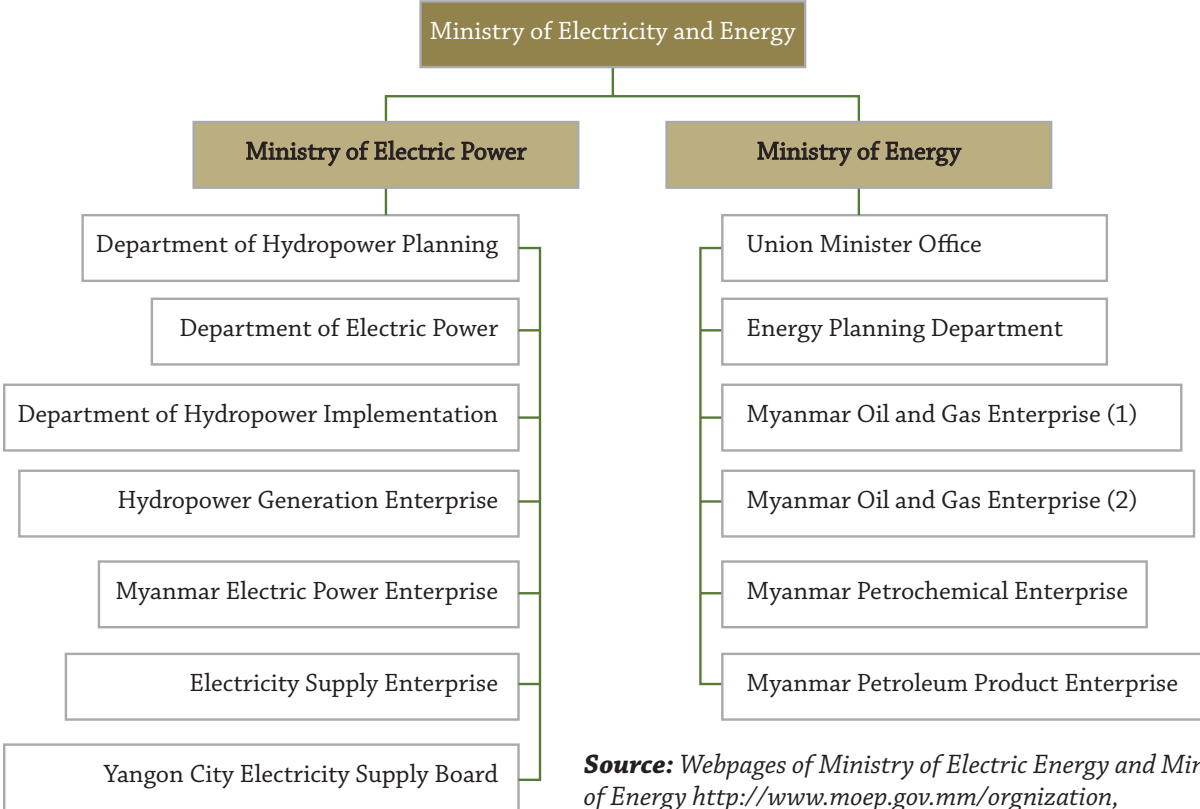 Ministry of Electricity and Energy
Ministry of Electric Power
Department of Hydropower Planning
Department of Electric Power
Department of Hydropower Implementation
Hydropower Generation Enterprise
Myanmar Electric Power Enterprise
Electricity Supply Enterprise
Yangon City Electricity Supply Board
Ministry of Energy
Union Minister Office
Energy Planning Department
Myanmar Oil and Gas Enterprise (1)
Myanmar Oil and Gas Enterprise (2)
Myanmar Petrochemical Enterprise
Myanmar Petroleum Product Enterprise
Source: Webpages of Ministry of Electric Energy and
of Energy http://www.moep.gov.mm/orgnization,